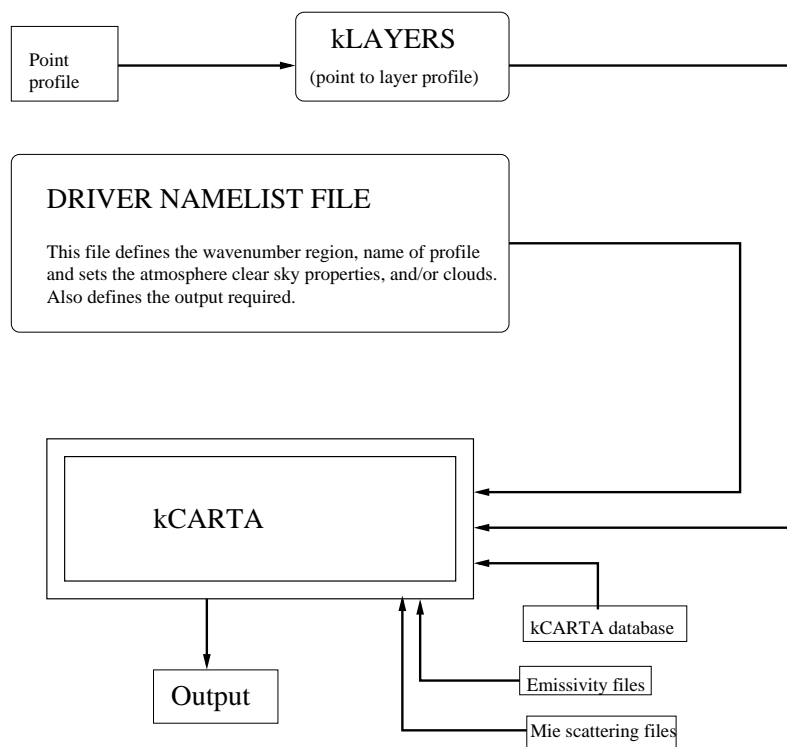 Point
profile
kLAYERS
(point to layer profile)
DRIVER NAMELIST FILE
This file defines the wavenumber region, name of profile
and sets the atmosphere clear sky properties, and/or clouds.
Also defines the output required.
kCARTA
kCARTA database
Output
Emissivity files
Mie scattering files